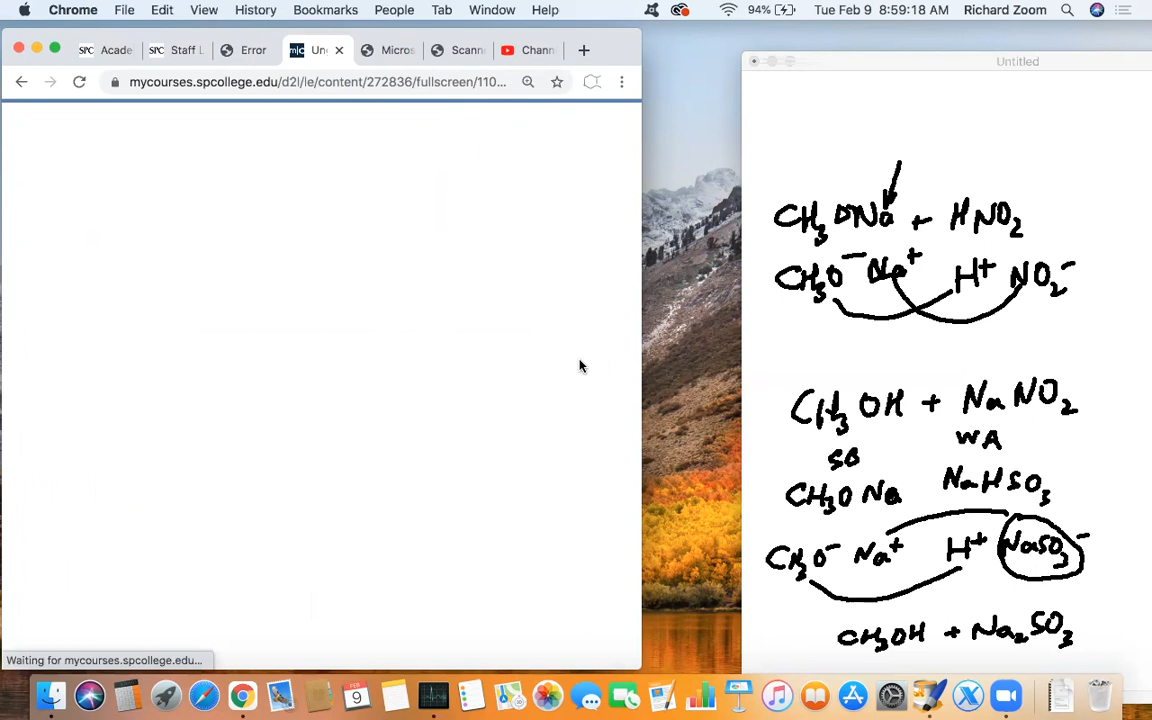 Chrome File Edit View History Bookmarks People Tab Window Help 94% Tue Feb 9 8:59:18 AM Richard Zoom
SPC Acade SPC Staff L Error Unc Micros Scann Chann
mycourses.spcollege.edu/d2l/le/content/272836/fullscreen/110...
Waiting for mycourses.spcollege.edu...
Untitled
CH3ONa + HNO2
CH3O− Na+ H+ NO2−
CH3OH + NaNO2
WA
SB
CH3ONa NaHSO3
CH3O− Na+ H+ NaSO3−
CH3OH + Na2SO3
FEB
9